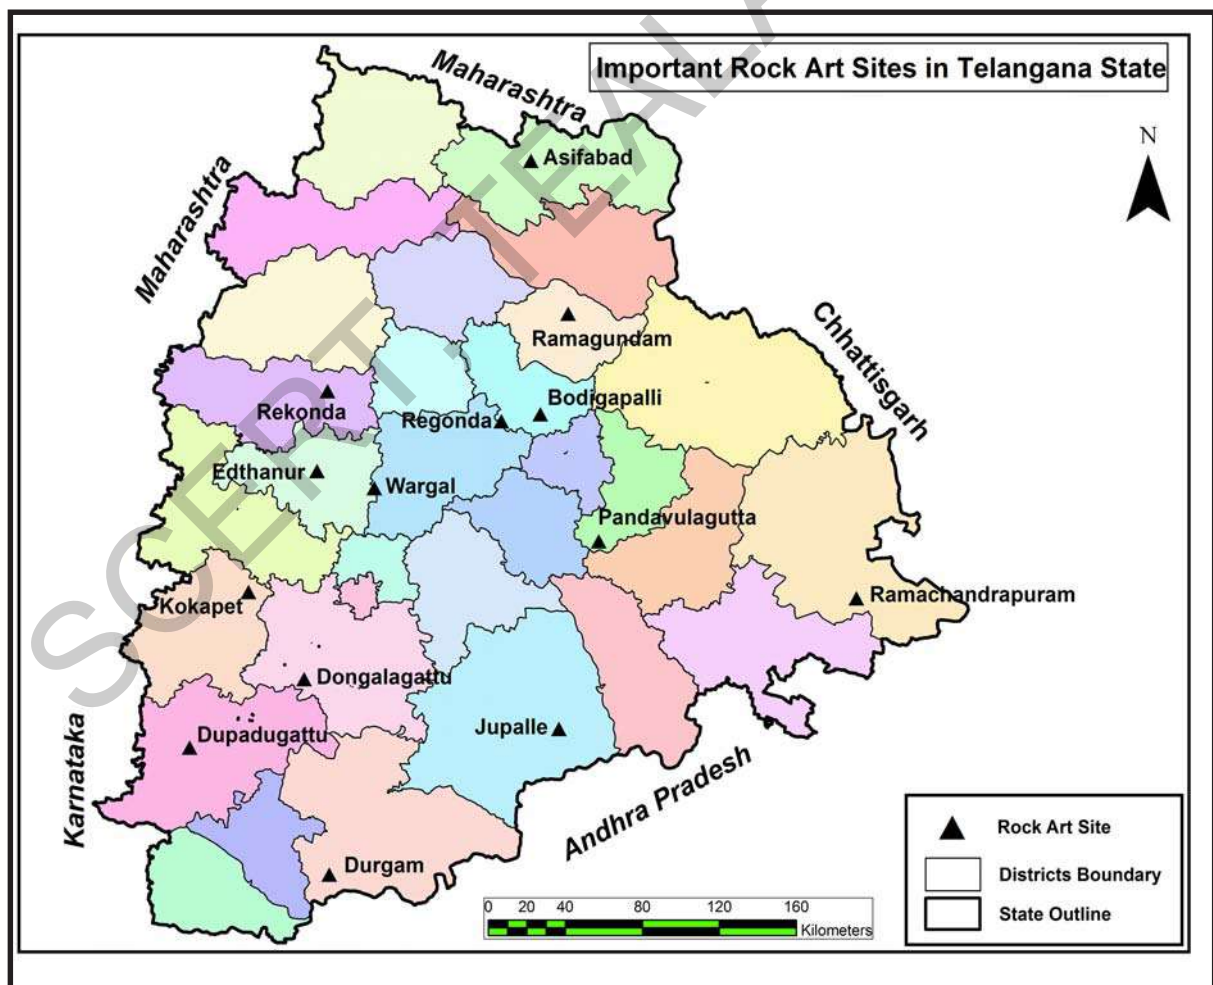 Important Rock Art Sites in Telangana State
Maharashtra
N
Asifabad
Maharashtra
Chhattisgarh
Ramagundam
Bodigapalli
Rekonda
Regonda
Edthanur
Wargal
Pandavulagutta
Kokapet
Ramachandrapuram
Dongalagattu
Dupadugattu
Jupalle
Karnataka
Andhra Pradesh
Durgam
Rock Art Site
Districts Boundary
State Outline
0 20 40 80 120 160
Kilometers
SCERT, TEALA